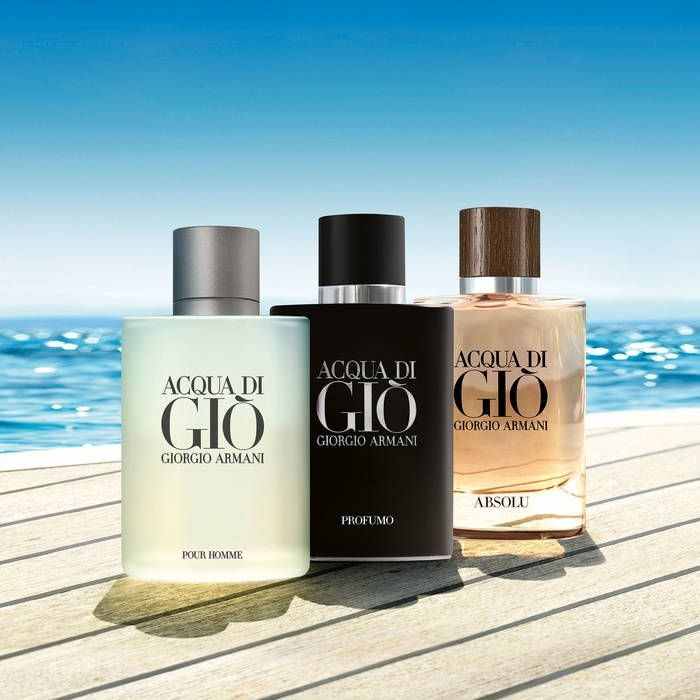 ACQUA DI
GIÒ
GIORGIO ARMANI
POUR HOMME
ACQUA DI
GIÒ
GIORGIO ARMANI
PROFUMO
ACQUA DI
GIÒ
GIORGIO ARMANI
ABSOLU